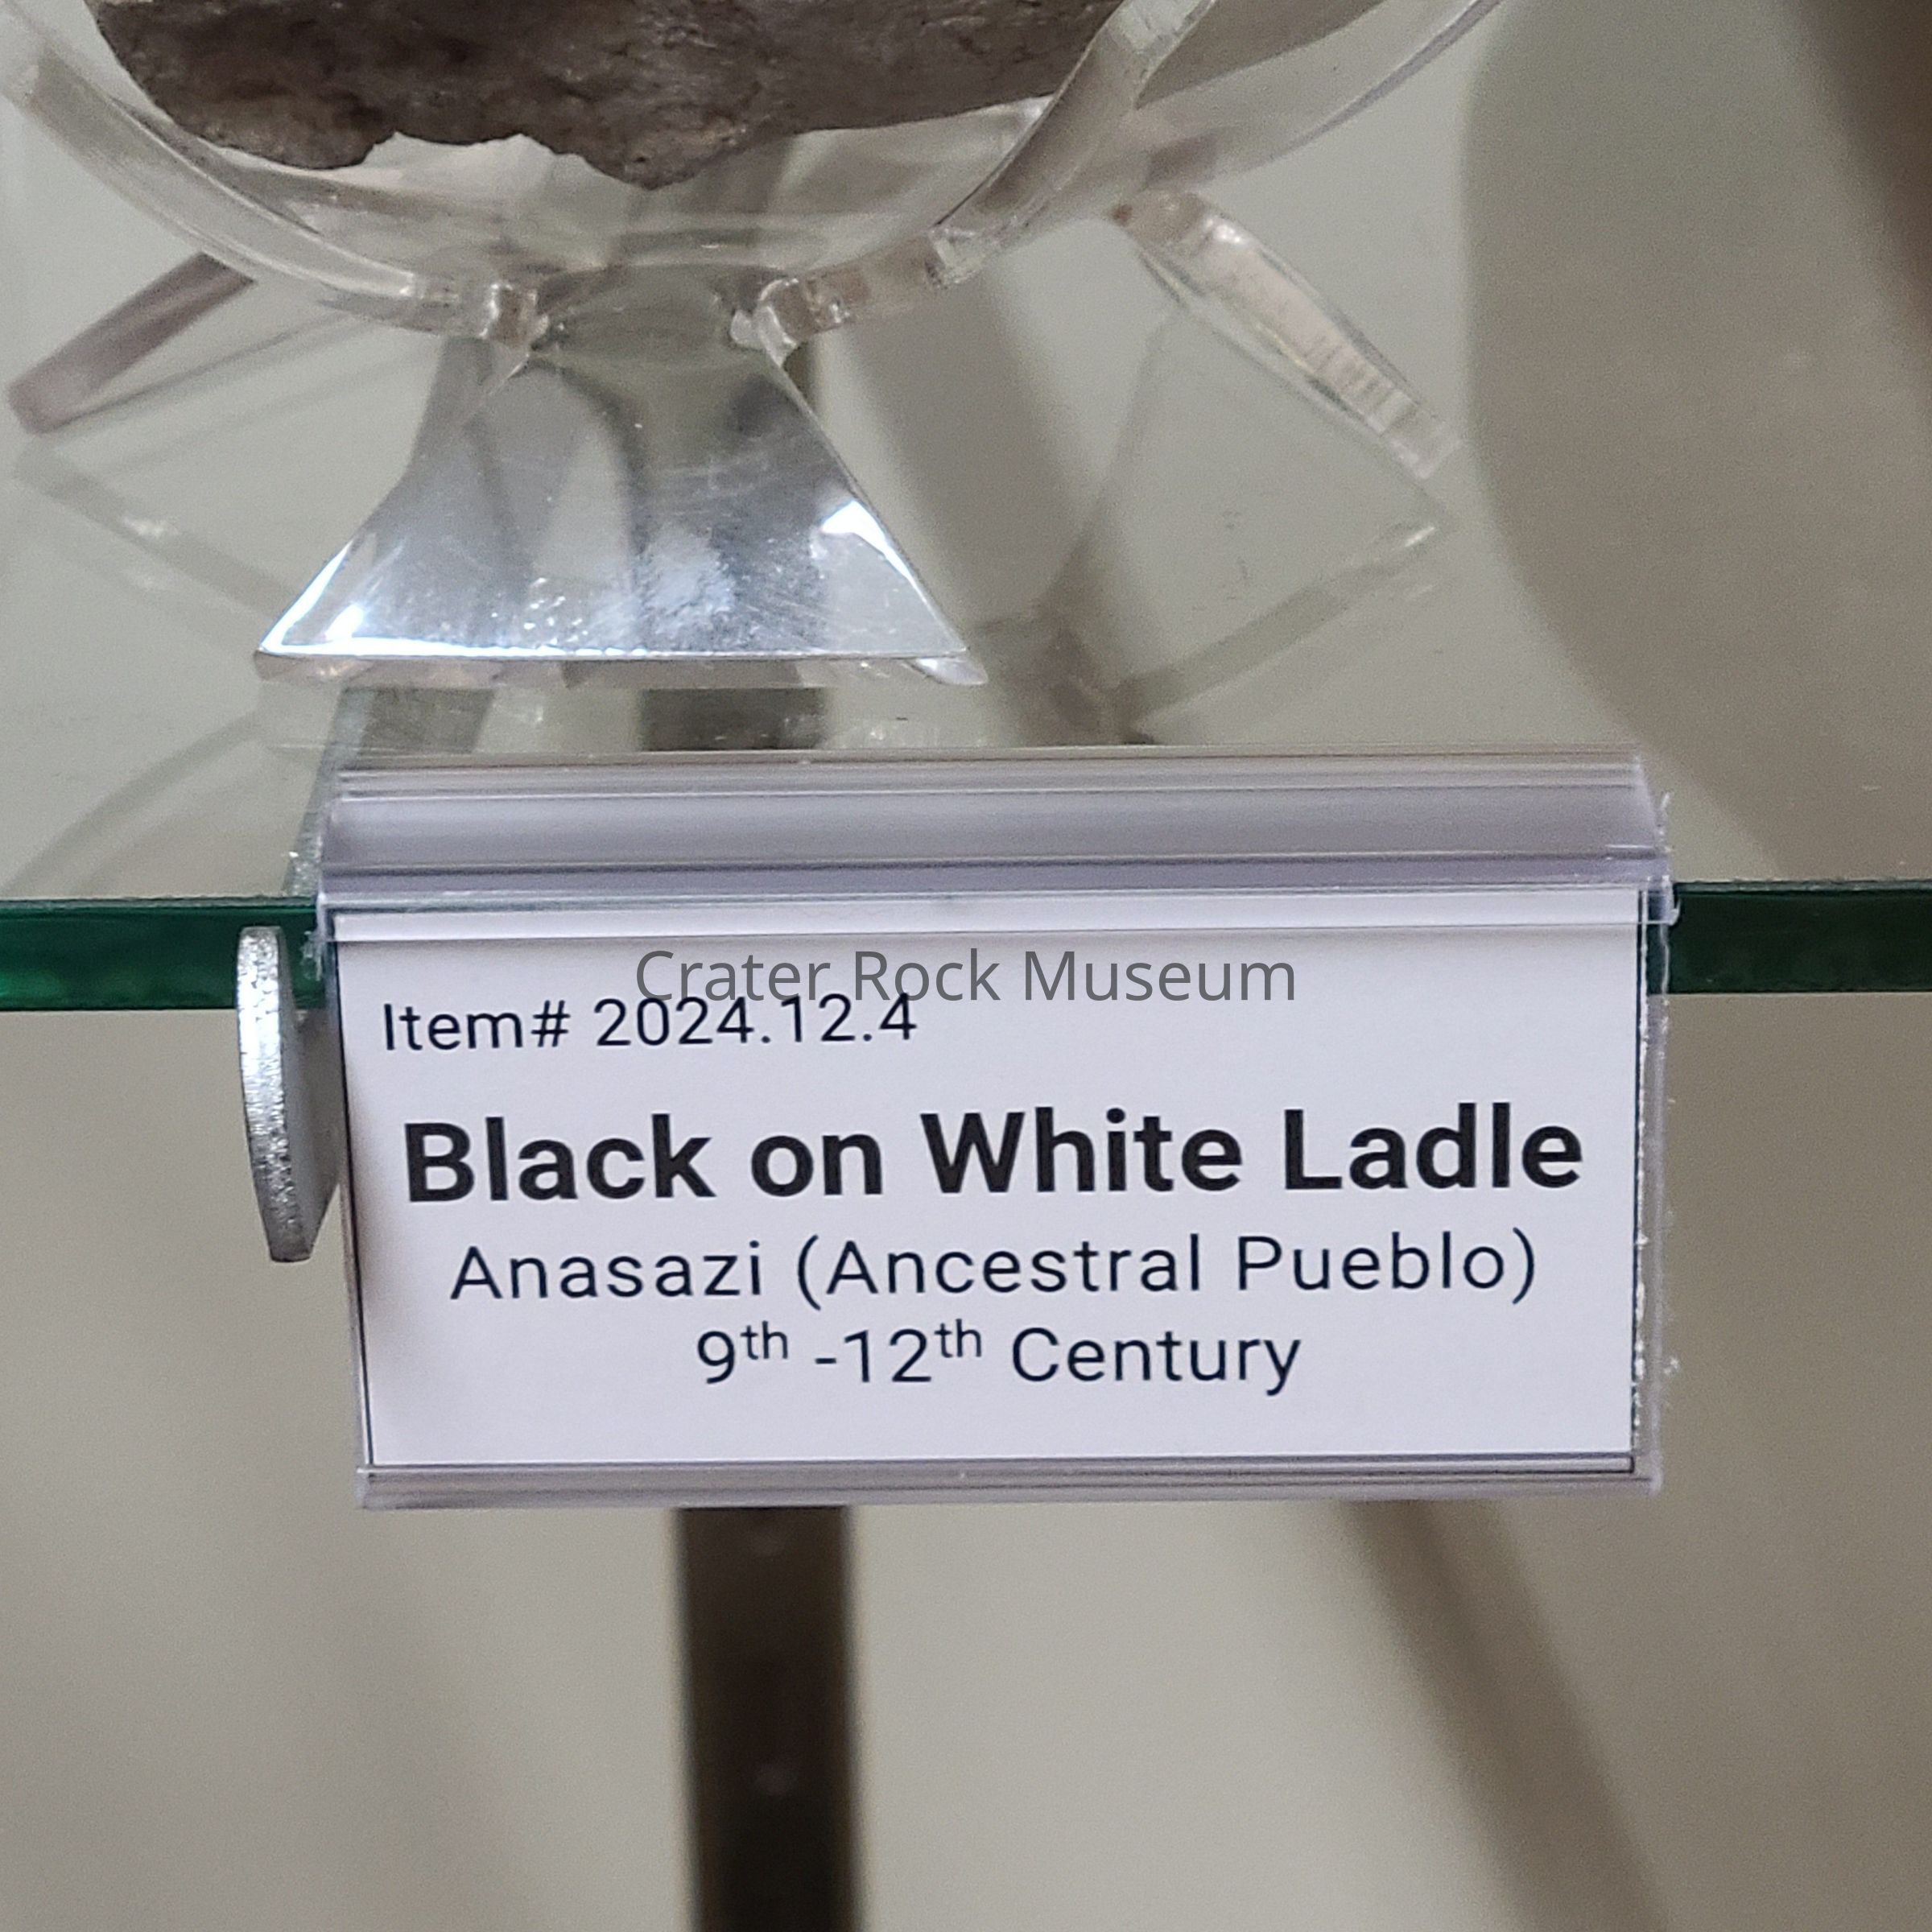 Crater Rock Museum
Item# 2024.12.4
Black on White Ladle
Anasazi (Ancestral Pueblo)
9th -12th Century